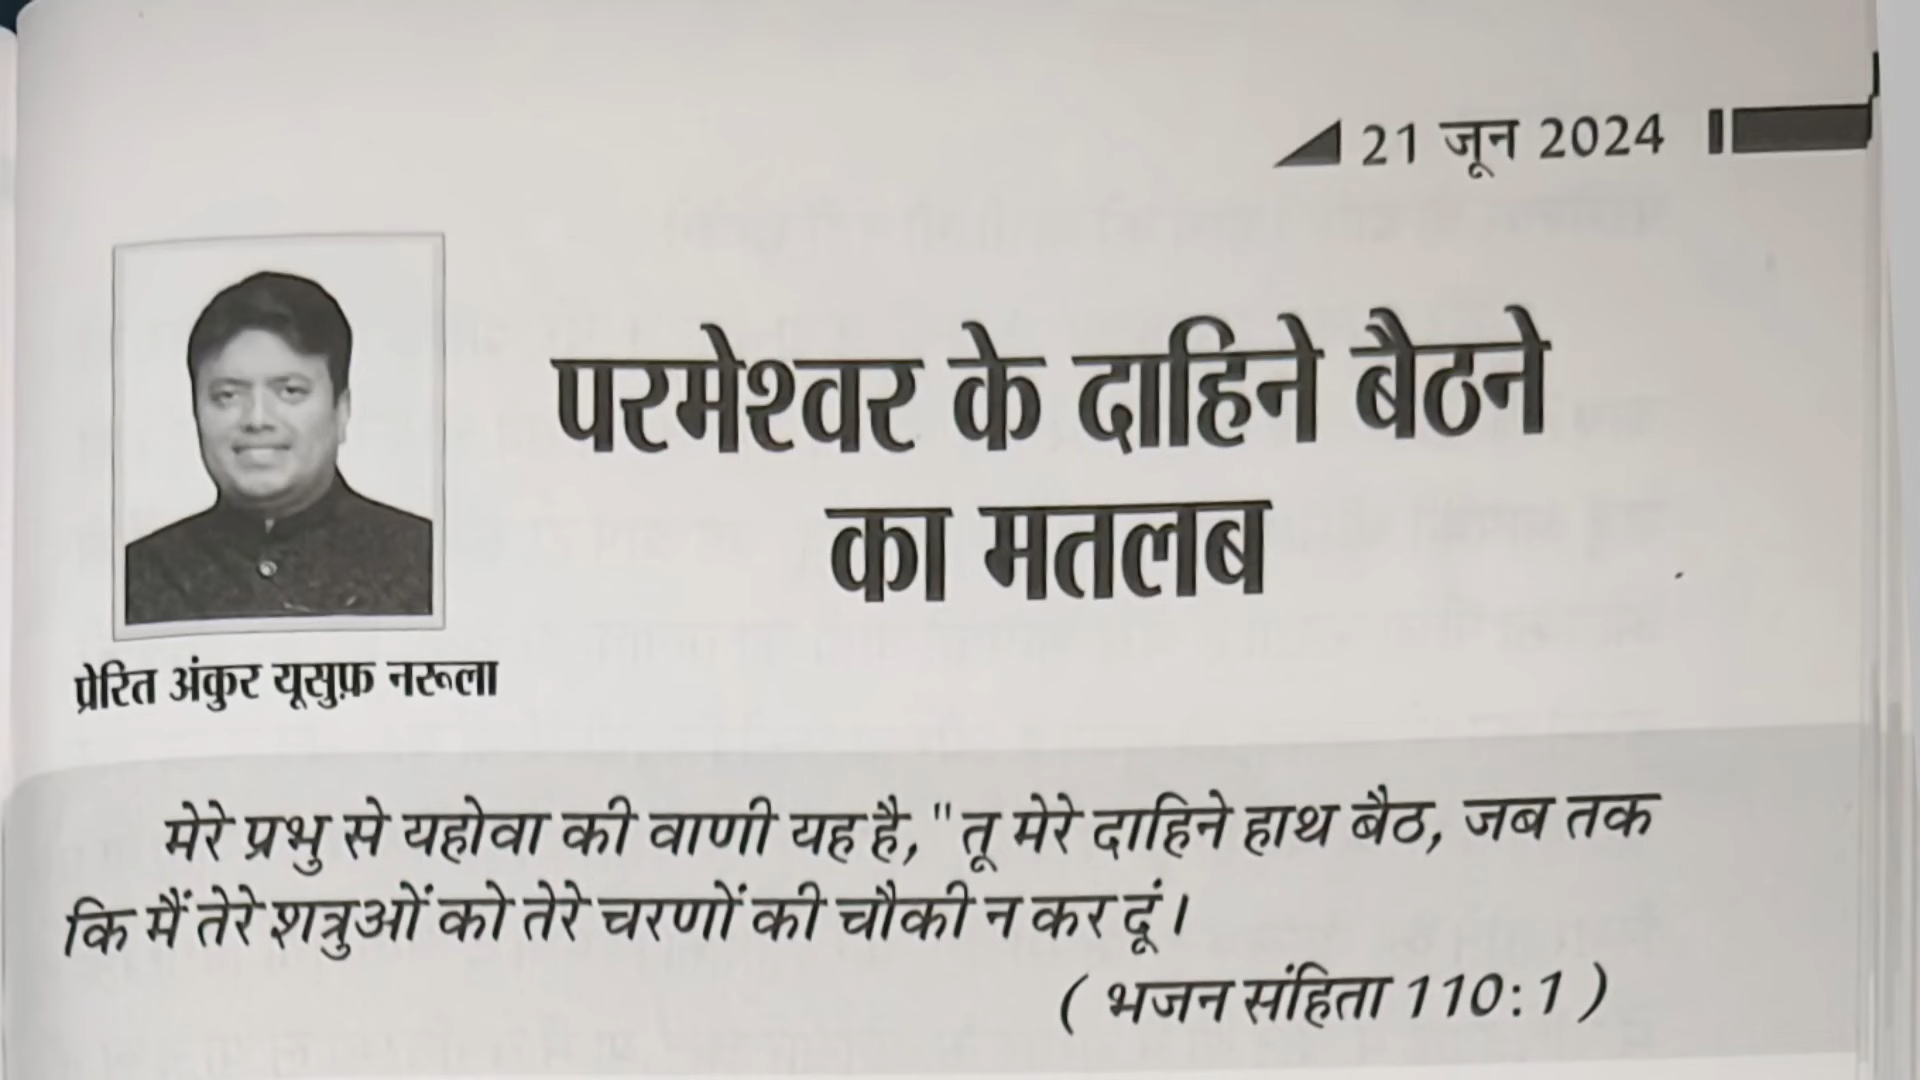 21 जून 2024
परमेश्वर के दाहिने बैठने
का मतलब
प्रेरित अंकुर यूसुफ़ नरूला
मेरे प्रभु से यहोवा की वाणी यह है, "तू मेरे दाहिने हाथ बैठ, जब तक
कि मैं तेरे शत्रुओं को तेरे चरणों की चौकी न कर दूं।
( भजन संहिता 110:1 )